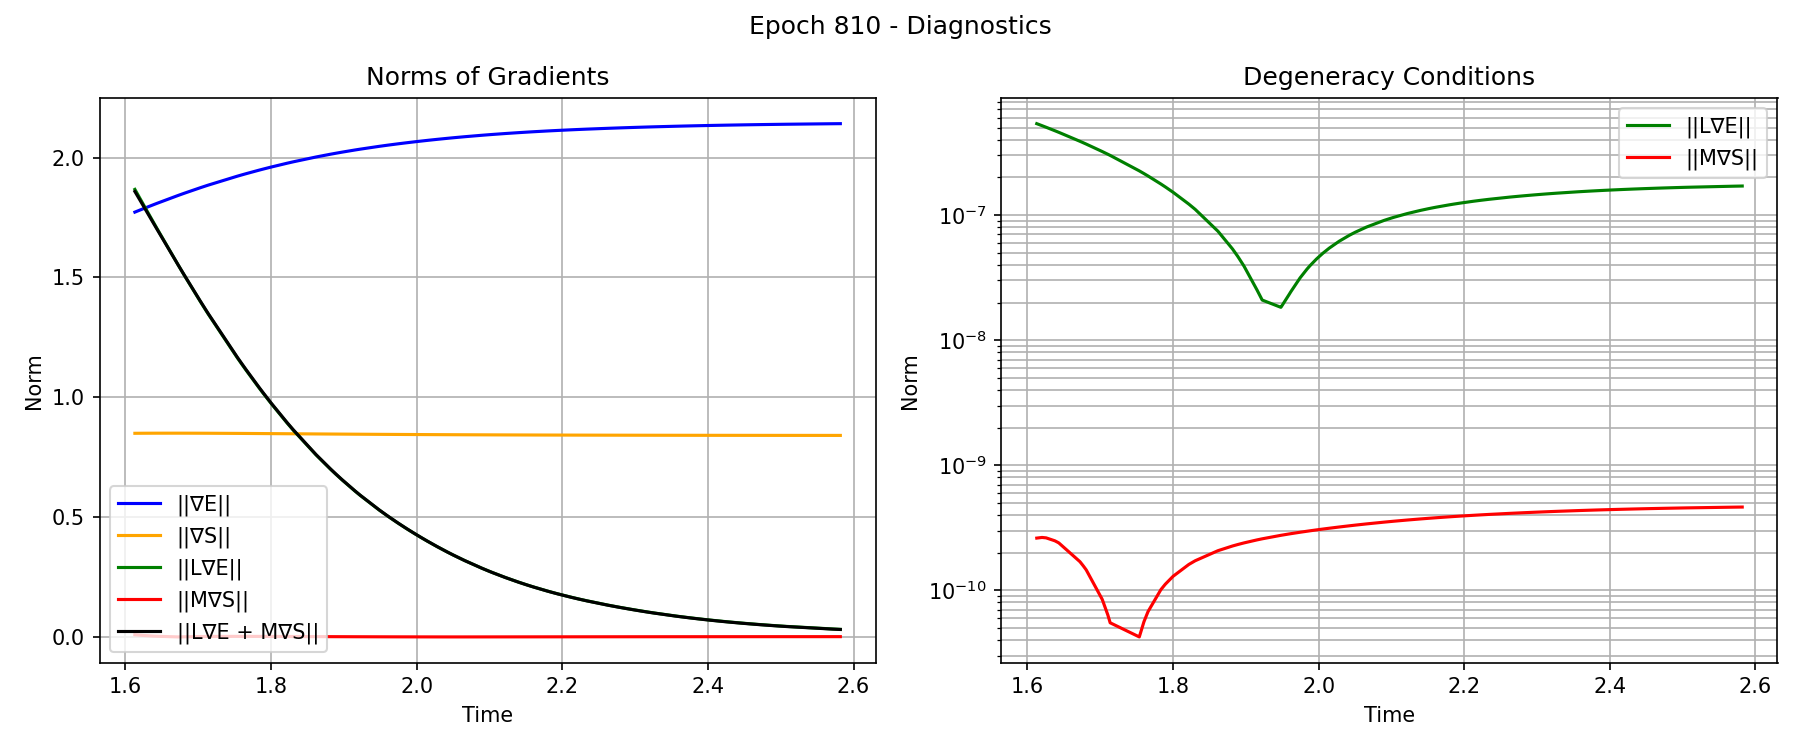 Epoch 810 - Diagnostics
Norms of Gradients
Norm
2.0
1.5
1.0
0.5
0.0
||∇E||
||∇S||
||L∇E||
||M∇S||
||L∇E + M∇S||
1.6 1.8 2.0 2.2 2.4 2.6
Time
Degeneracy Conditions
Norm
10⁻⁷
10⁻⁸
10⁻⁹
10⁻¹⁰
||L∇E||
||M∇S||
1.6 1.8 2.0 2.2 2.4 2.6
Time